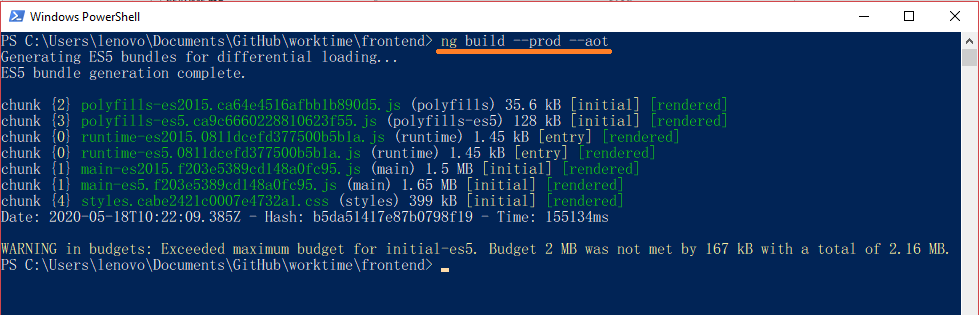 Windows PowerShell
PS C:\Users\lenovo\Documents\GitHub\worktime\frontend> ng build --prod --aot
Generating ES5 bundles for differential loading...
ES5 bundle generation complete.
chunk {2} polyfills-es2015.ca64e4516afbb1b890d5.js (polyfills) 35.6 kB [initial] [rendered]
chunk {3} polyfills-es5.ca9c6660228810623f55.js (polyfills-es5) 128 kB [initial] [rendered]
chunk {0} runtime-es2015.0811dcefd377500b5b1a.js (runtime) 1.45 kB [entry] [rendered]
chunk {0} runtime-es5.0811dcefd377500b5b1a.js (runtime) 1.45 kB [entry] [rendered]
chunk {1} main-es2015.f203e5389cd148a0fc95.js (main) 1.5 MB [initial] [rendered]
chunk {1} main-es5.f203e5389cd148a0fc95.js (main) 1.65 MB [initial] [rendered]
chunk {4} styles.cabe2421c0007e4732a1.css (styles) 399 kB [initial] [rendered]
Date: 2020-05-18T10:22:09.385Z - Hash: b5da51417e87b0798f19 - Time: 155134ms
WARNING in budgets: Exceeded maximum budget for initial-es5. Budget 2 MB was not met by 167 kB with a total of 2.16 MB.
PS C:\Users\lenovo\Documents\GitHub\worktime\frontend>